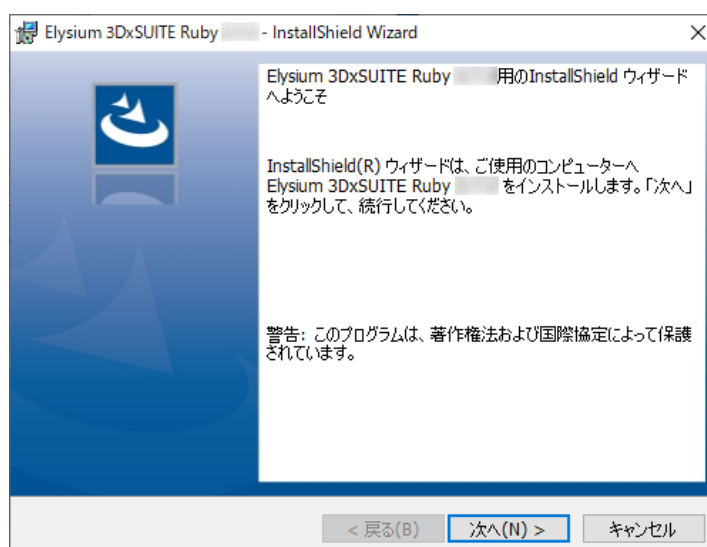 Elysium 3DxSUITE Ruby - InstallShield Wizard
Elysium 3DxSUITE Ruby 用のInstallShield ウィザード
へようこそ
InstallShield(R) ウィザードは、ご使用のコンピューターへ
Elysium 3DxSUITE Ruby をインストールします。「次へ」
をクリックして、続行してください。
警告: このプログラムは、著作権法および国際協定によって保護
されています。
< 戻る(B) 次へ(N) > キャンセル